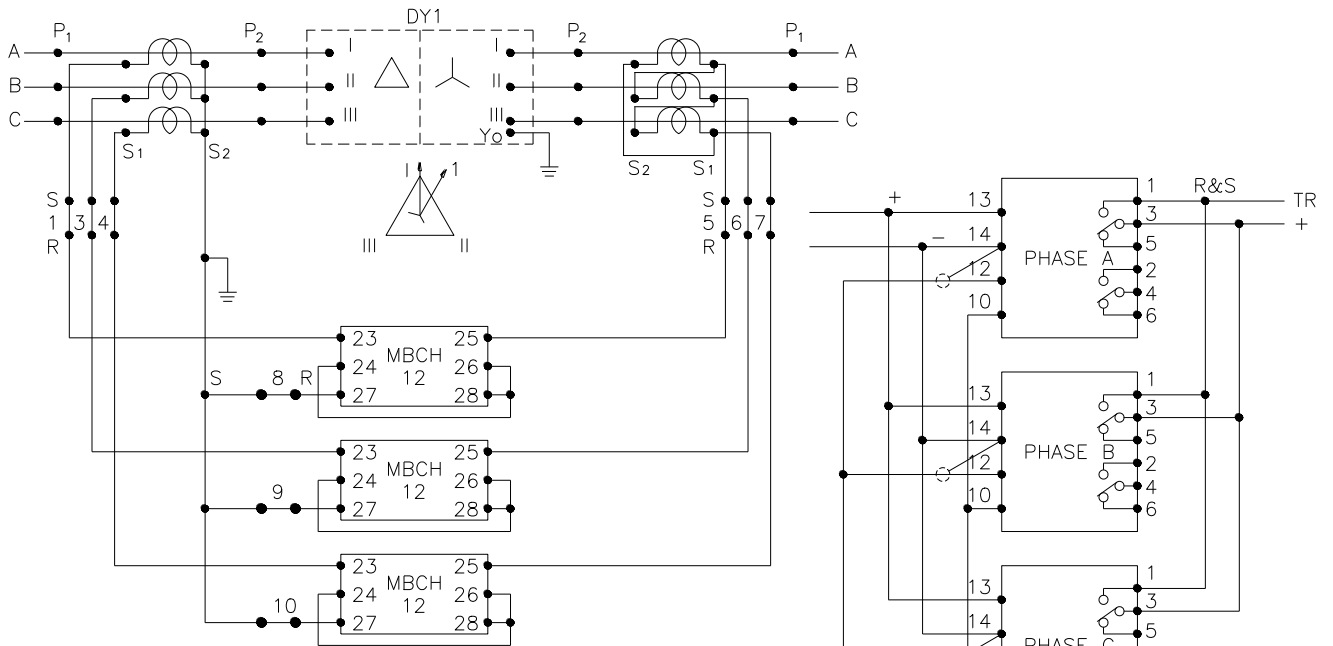 DY1
P1 P2 P2 P1
A I I A
B II II B
C III III C
Yo
S1 S2 S2 S1
I 1
III II
S S
1 3 4 5 6 7
R R
23 25
24 MBCH 26
27 12 28
S 8 R
23 25
24 MBCH 26
27 12 28
9
23 25
24 MBCH 26
27 12 28
10
+ 13 1 R&S TR
3 +
− 14 5
12 PHASE A 2
4
10 6
13 1
3
14 5
12 PHASE B 2
4
10 6
13 1
3
14 5
PHASE C